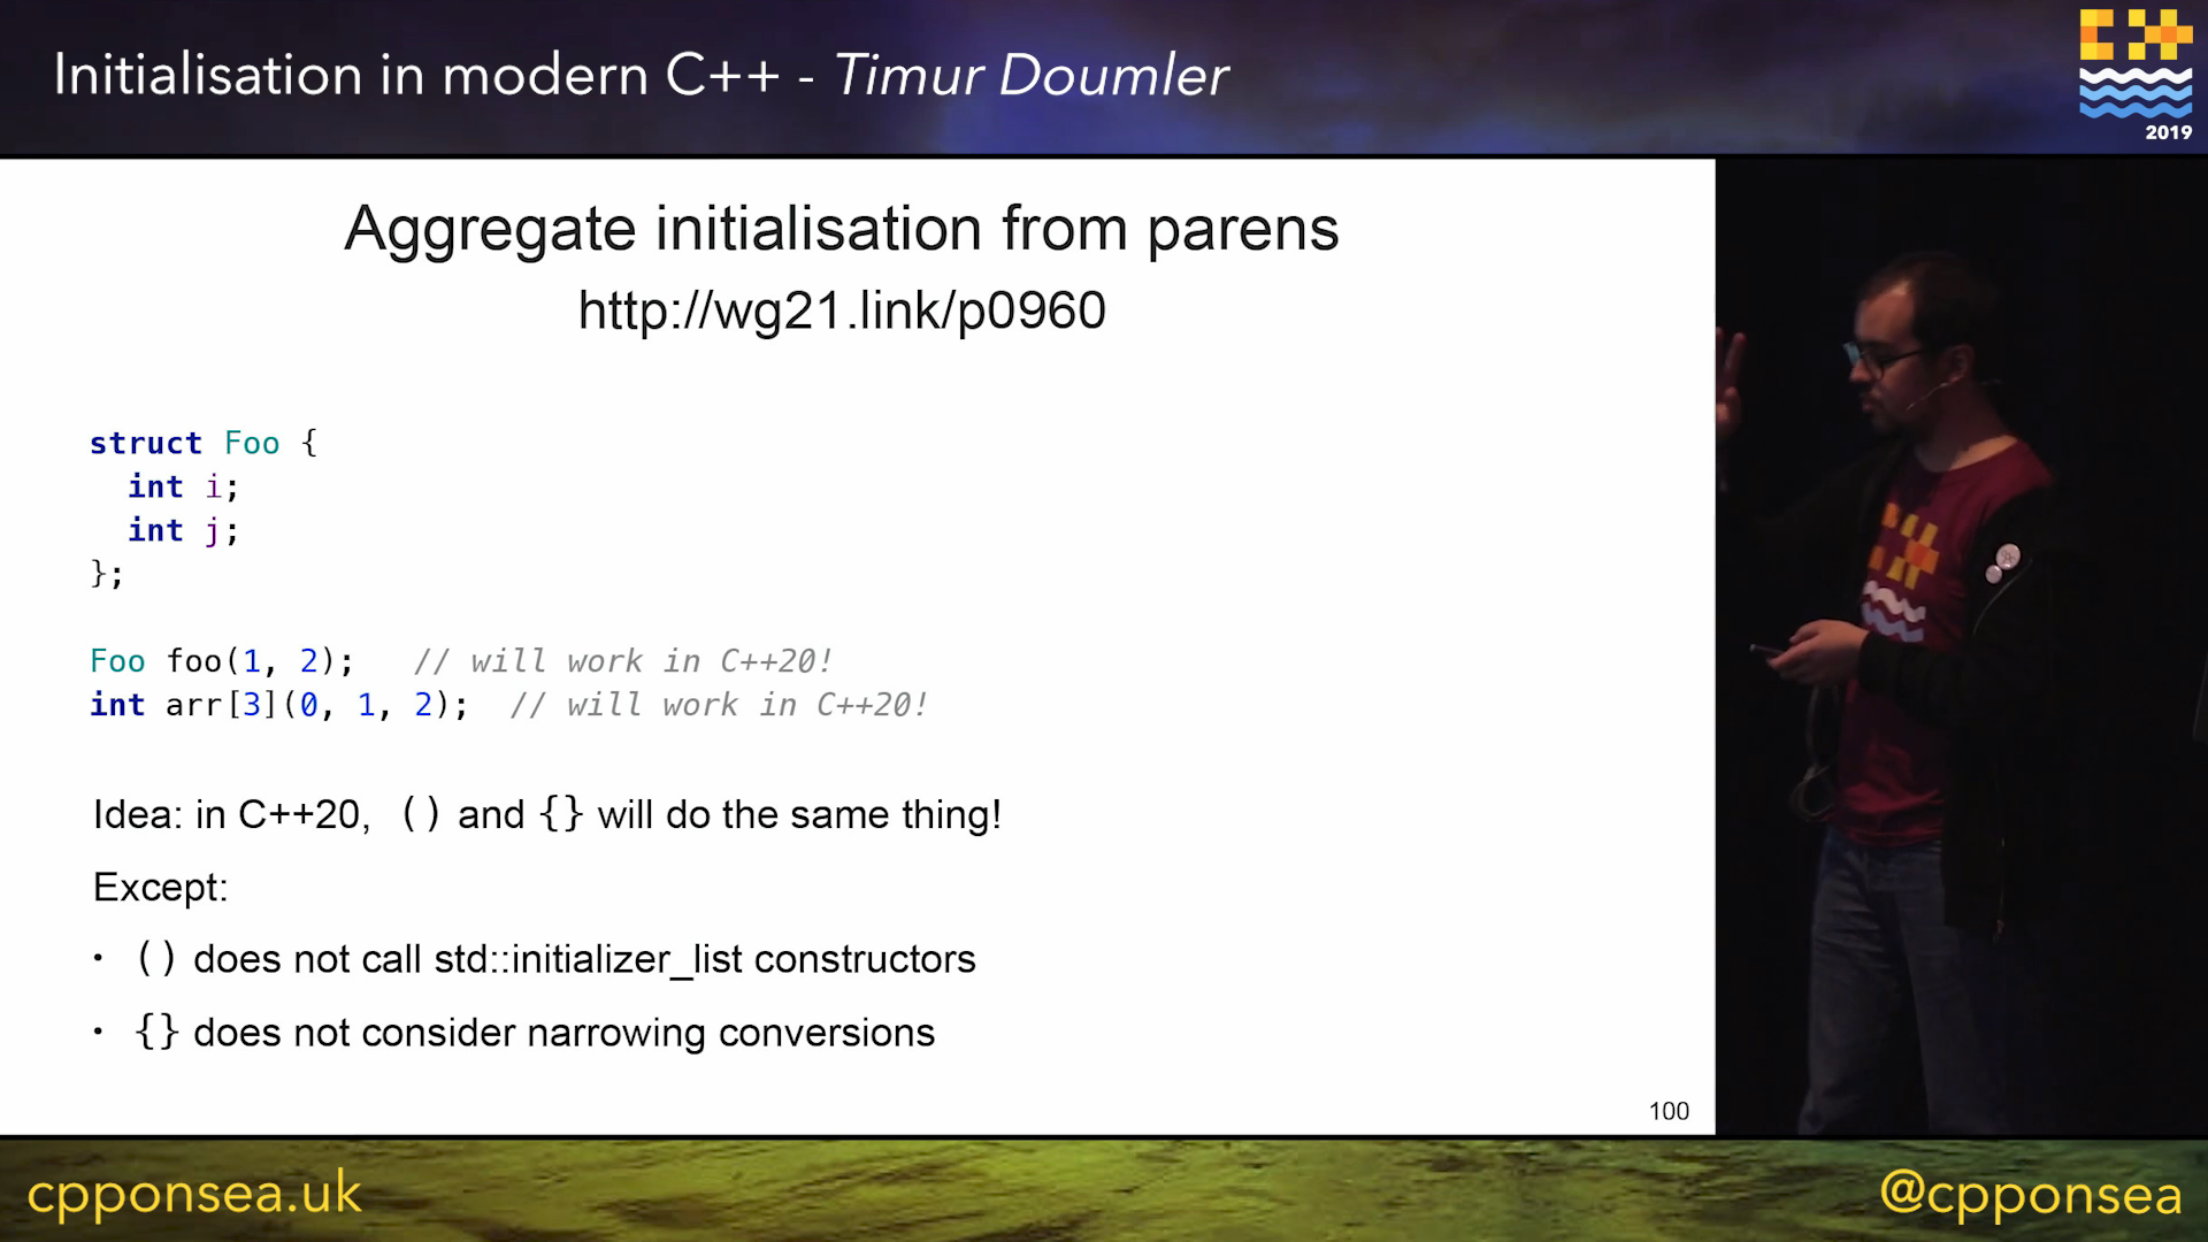 Initialisation in modern C++ - Timur Doumler
2019
Aggregate initialisation from parens
http://wg21.link/p0960
struct Foo {
  int i;
  int j;
};
Foo foo(1, 2);   // will work in C++20!
int arr[3](0, 1, 2);  // will work in C++20!
Idea: in C++20,  () and {} will do the same thing!
Except:
• () does not call std::initializer_list constructors
• {} does not consider narrowing conversions
100
cpponsea.uk
@cpponsea